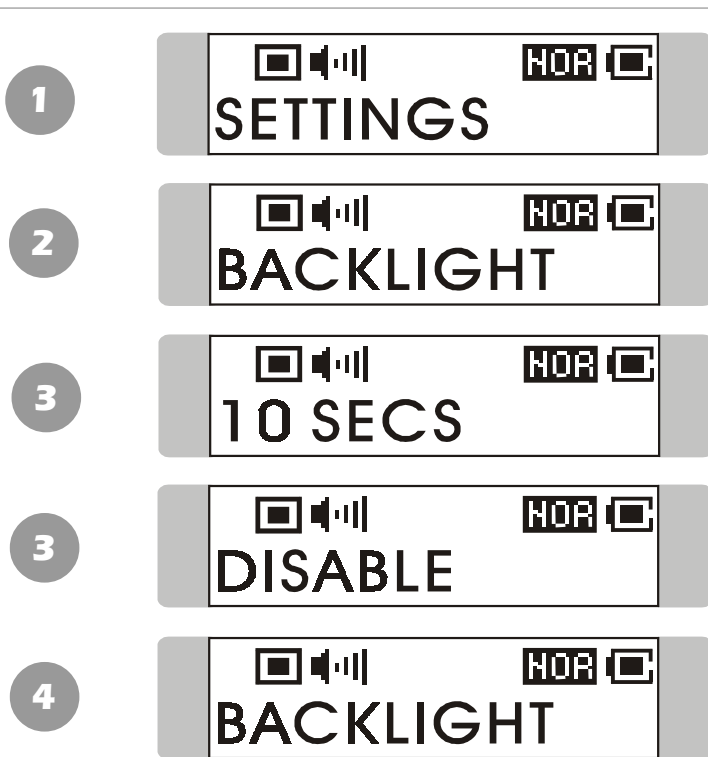 1
NOR
SETTINGS
2
NOR
BACKLIGHT
3
NOR
10 SECS
3
NOR
DISABLE
4
NOR
BACKLIGHT